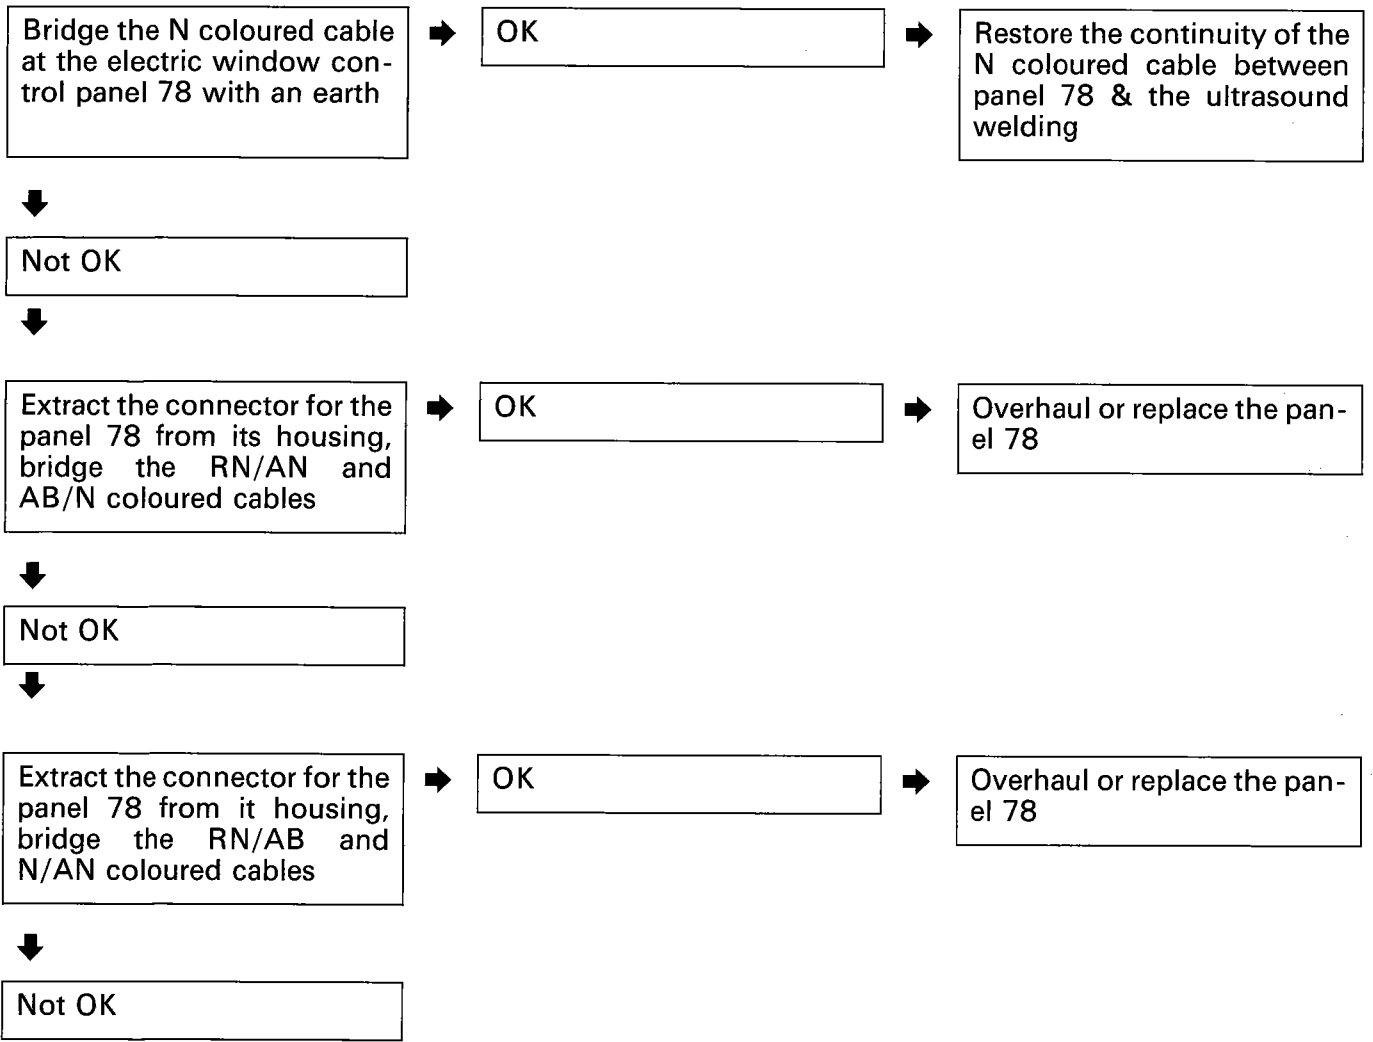 Bridge the N coloured cable
at the electric window con-
trol panel 78 with an earth
OK
Restore the continuity of the
N coloured cable between
panel 78 & the ultrasound
welding
Not OK
Extract the connector for the
panel 78 from its housing,
bridge the RN/AN and
AB/N coloured cables
OK
Overhaul or replace the pan-
el 78
Not OK
Extract the connector for the
panel 78 from it housing,
bridge the RN/AB and
N/AN coloured cables
OK
Overhaul or replace the pan-
el 78
Not OK